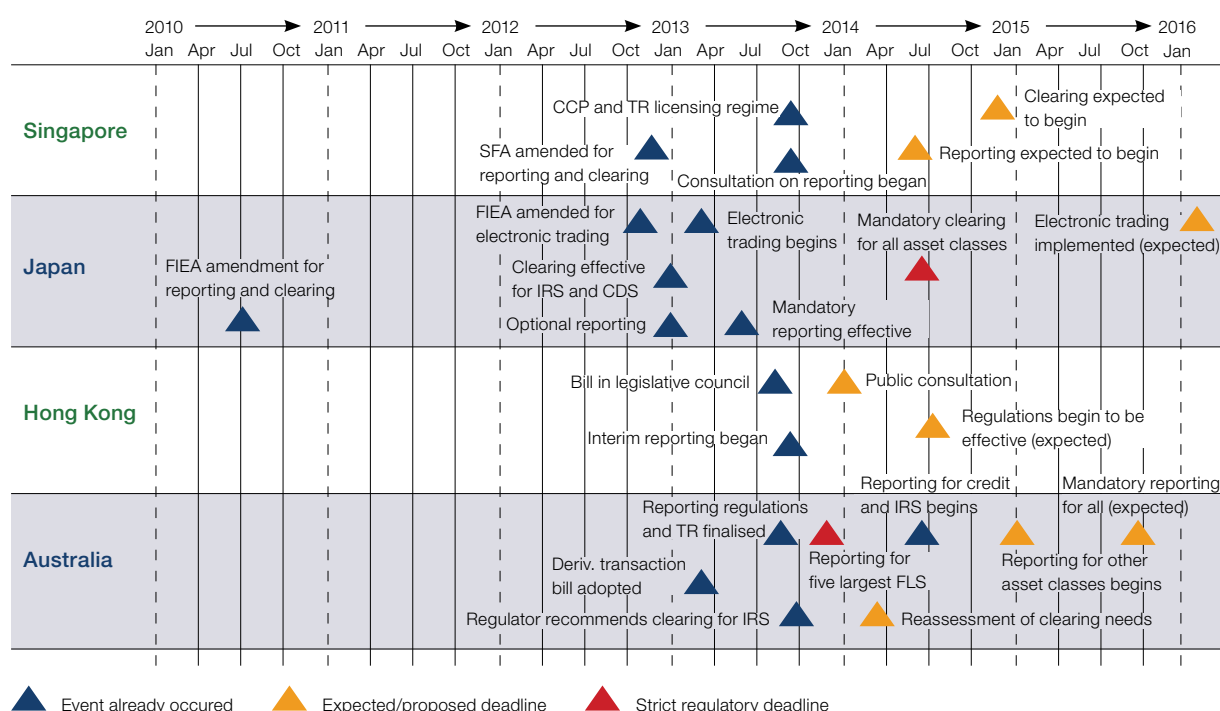 2010 2011 2012 2013 2014 2015 2016
Jan Apr Jul Oct Jan Apr Jul Oct Jan Apr Jul Oct Jan Apr Jul Oct Jan Apr Jul Oct Jan Apr Jul Oct Jan
Singapore
CCP and TR licensing regime
Clearing expected
to begin
SFA amended for
reporting and clearing
Reporting expected to begin
Consultation on reporting began
Japan
FIEA amendment for
reporting and clearing
FIEA amended for
electronic trading
Electronic
trading begins
Mandatory clearing
for all asset classes
Electronic trading
implemented (expected)
Clearing effective
for IRS and CDS
Optional reporting
Mandatory
reporting effective
Hong Kong
Bill in legislative council
Public consultation
Interim reporting began
Regulations begin to be
effective (expected)
Australia
Reporting regulations
and TR finalised
Reporting for credit
and IRS begins
Mandatory reporting
for all (expected)
Deriv. transaction
bill adopted
Reporting for
five largest FLS
Reporting for other
asset classes begins
Regulator recommends clearing for IRS
Reassessment of clearing needs
Event already occured
Expected/proposed deadline
Strict regulatory deadline